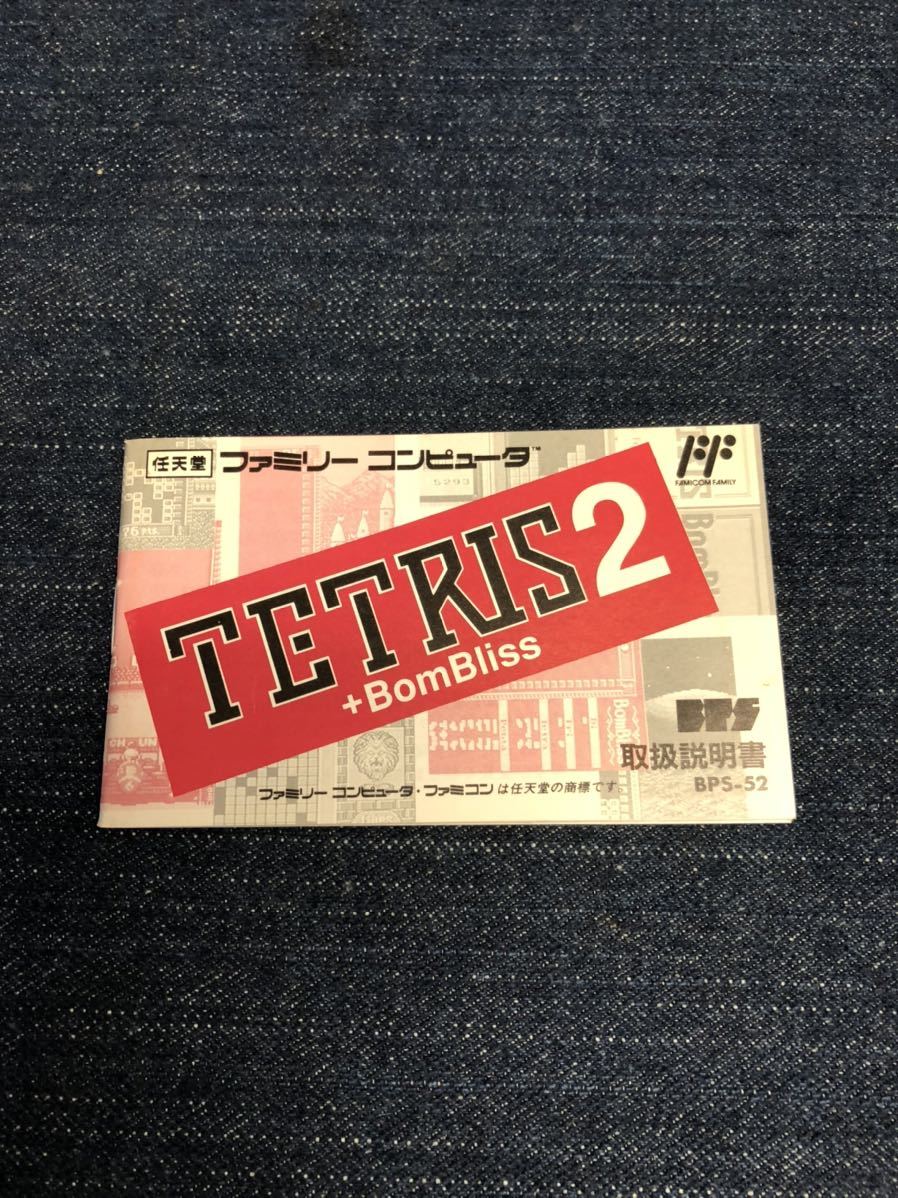 任天堂 ファミリー コンピュータ™
FAMICOM FAMILY
5293
76 pts.
TETRIS2
+BomBliss
BPS
取扱説明書
BPS-52
ファミリー コンピュータ・ファミコンは任天堂の商標です。